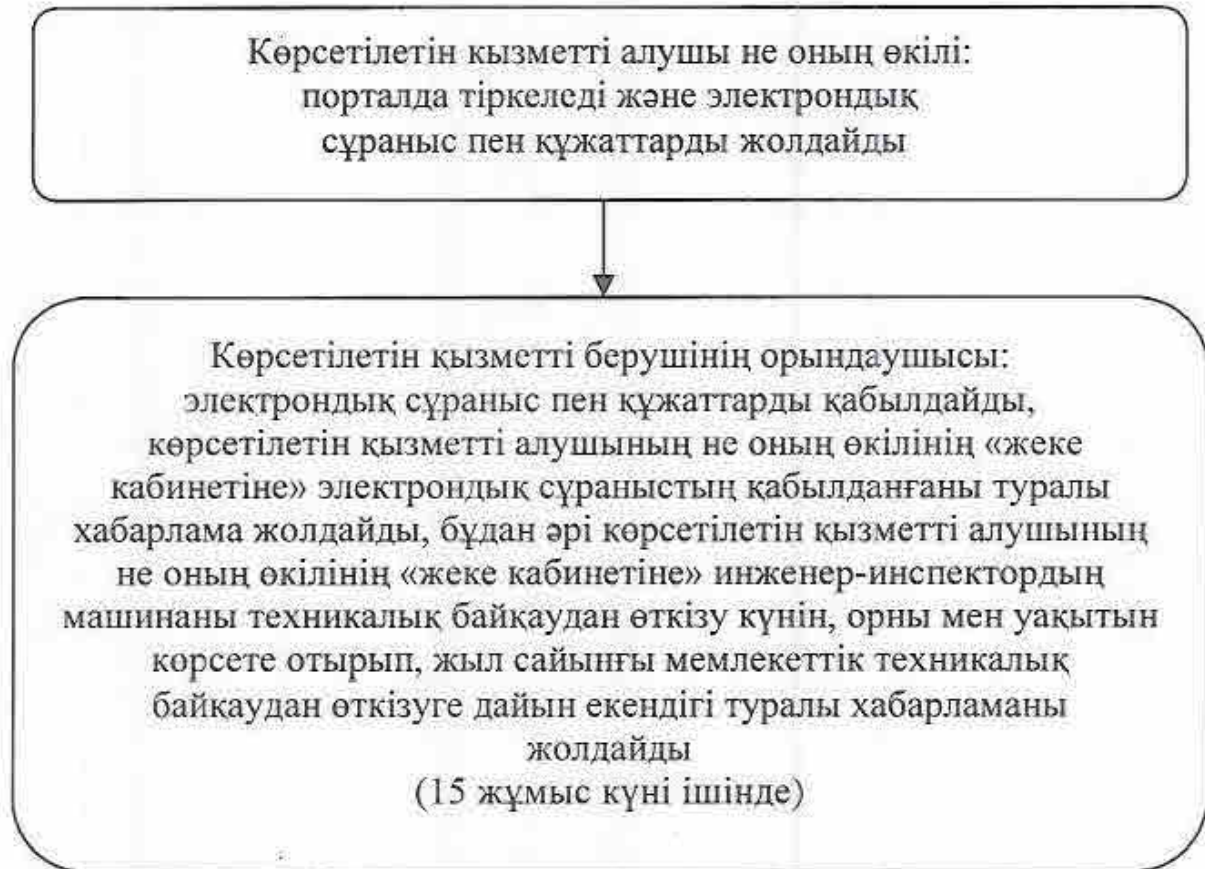 Көрсетілетін қызметті алушы не оның өкілі:
порталда тіркеледі және электрондық
сұраныс пен құжаттарды жолдайды
Көрсетілетін қызметті берушінің орындаушысы:
электрондық сұраныс пен құжаттарды қабылдайды,
көрсетілетін қызметті алушының не оның өкілінің «жеке
кабинетіне» электрондық сұраныстың қабылданғаны туралы
хабарлама жолдайды, бұдан әрі көрсетілетін қызметті алушының
не оның өкілінің «жеке кабинетіне» инженер-инспектордың
машинаны техникалық байқаудан өткізу күнін, орны мен уақытын
көрсете отырып, жыл сайынғы мемлекеттік техникалық
байқаудан өткізуге дайын екендігі туралы хабарламаны
жолдайды
(15 жұмыс күні ішінде)